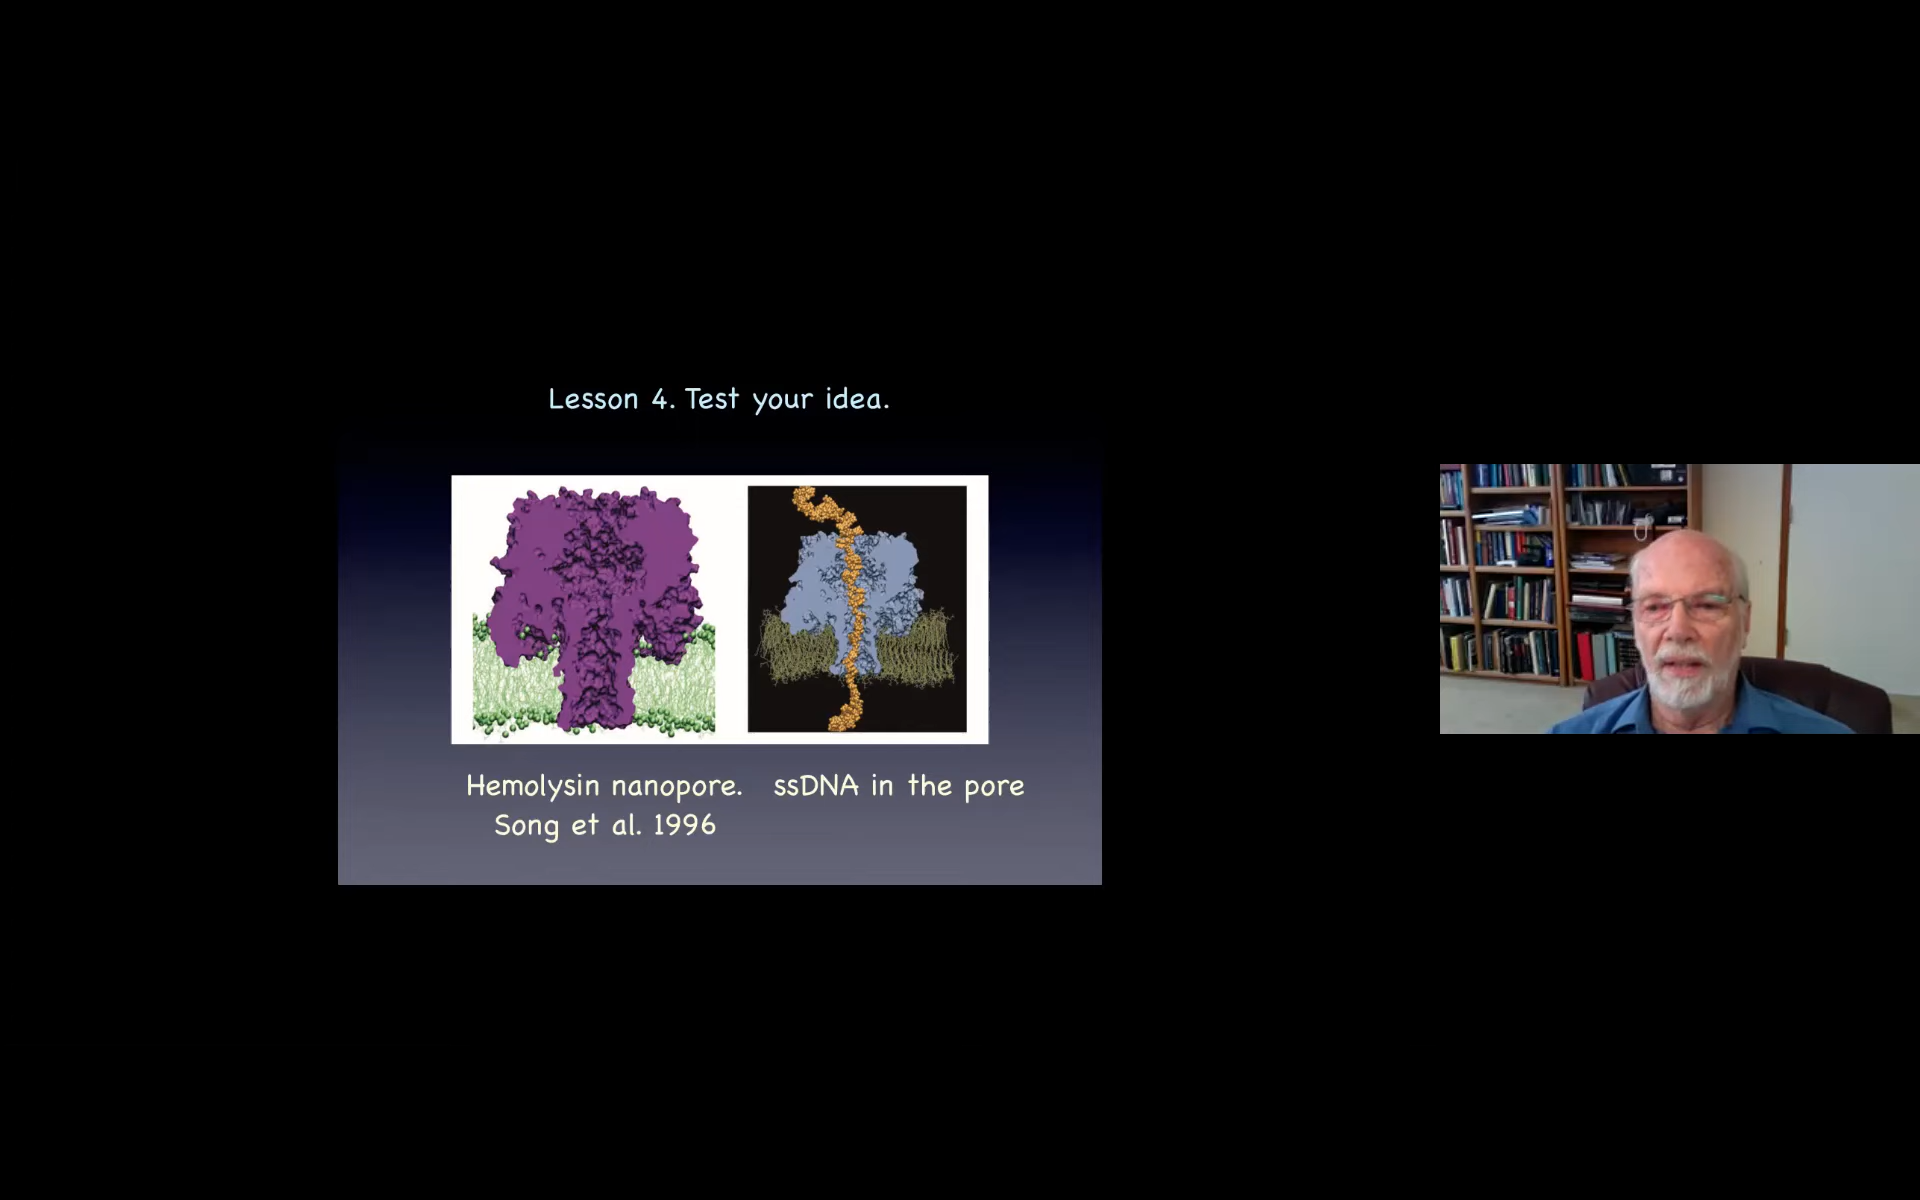 Lesson 4. Test your idea.
Hemolysin nanopore. ssDNA in the pore
Song et al. 1996